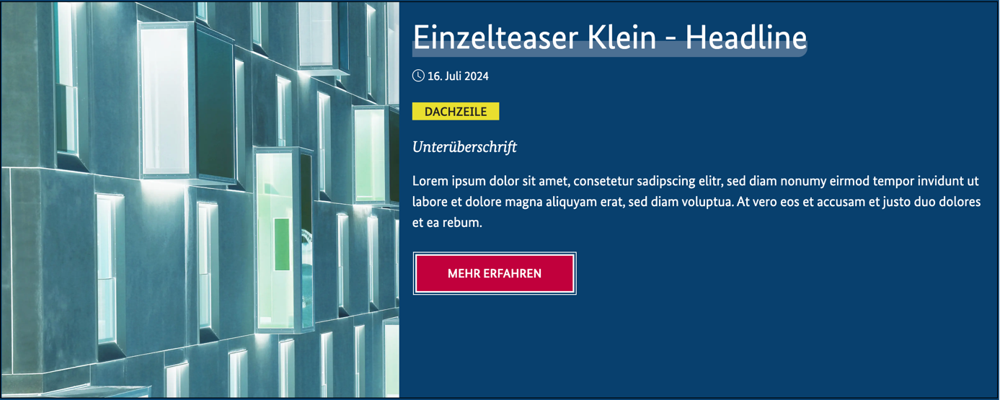 Einzelteaser Klein - Headline
16. Juli 2024
DACHZEILE
Unterüberschrift
Lorem ipsum dolor sit amet, consetetur sadipscing elitr, sed diam nonumy eirmod tempor invidunt ut
labore et dolore magna aliquyam erat, sed diam voluptua. At vero eos et accusam et justo duo dolores
et ea rebum.
MEHR ERFAHREN